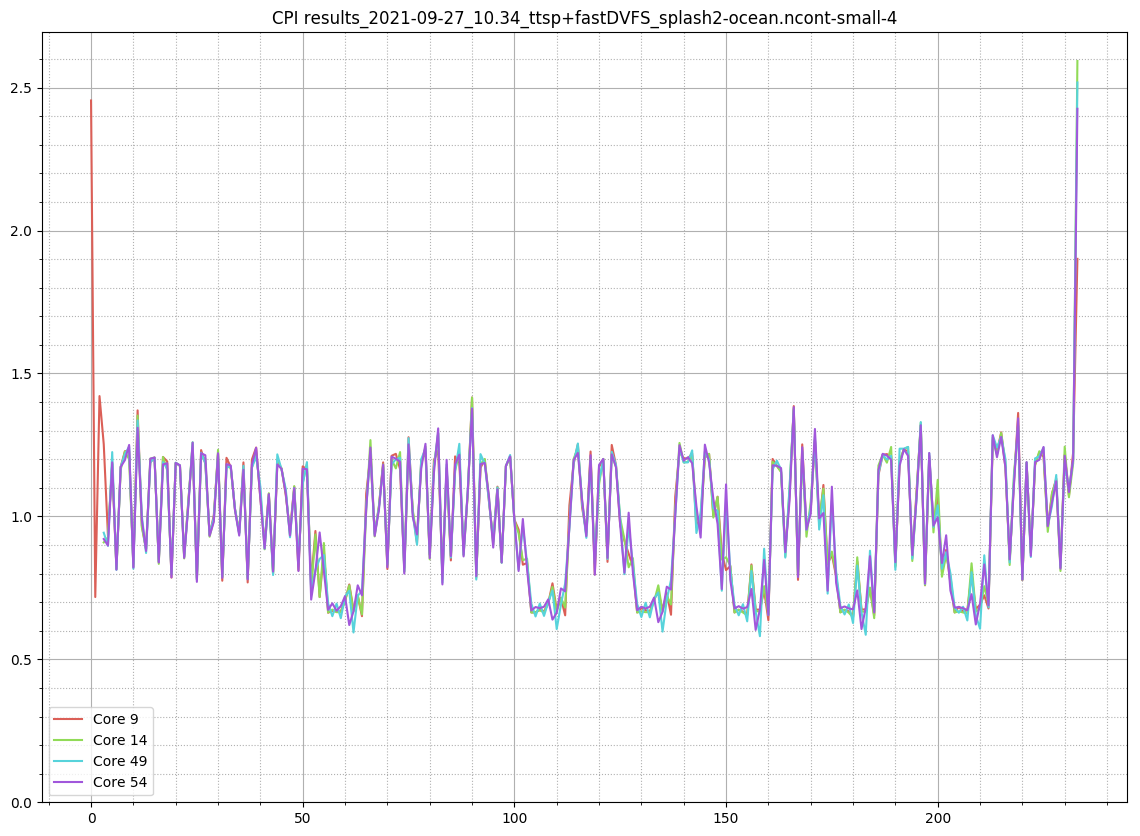 CPI results_2021-09-27_10.34_ttsp+fastDVFS_splash2-ocean.ncont-small-4
2.5
2.0
1.5
1.0
0.5
0.0
Core 9
Core 14
Core 49
Core 54
0 50 100 150 200